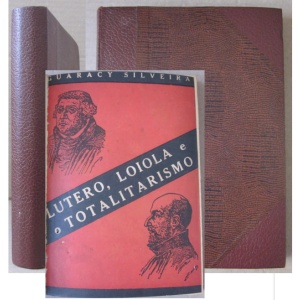 GUARACY SILVEIRA
LUTERO, LOIOLA e
o TOTALITARISMO